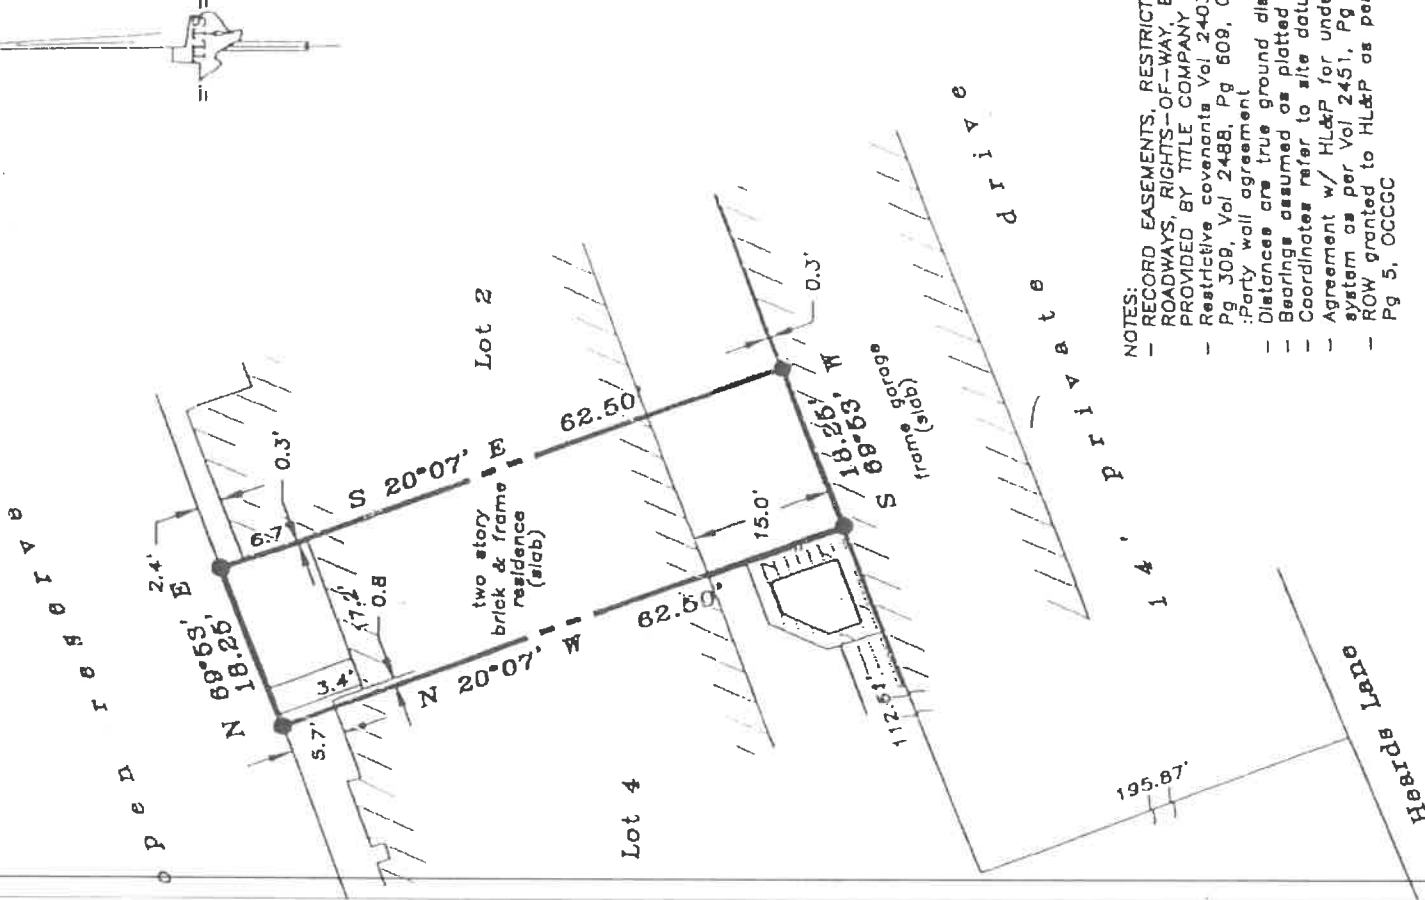 open reserve
N 69°53' E
18.25'
2.4'
0.3'
6.7
5.7'
3.4'
17.2'
0.8
S 20°07' E
62.50
N 20°07' W
62.50'
two story
brick & frame
residence
(slab)
Lot 2
Lot 4
15.0'
0.3'
18.25'
S 69°53' W
frame garage
(slab)
112.51'
195.87'
14' private drive
Heards Lane
NOTES:
- RECORD EASEMENTS, RESTRICT
ROADWAYS, RIGHTS-OF-WAY,
PROVIDED BY TITLE COMPANY
- Restrictive covenants Vol 240
Pg 309, Vol 2488, Pg 609,
:Party wall agreement
- Distances are true ground dis
- Bearings assumed as platted
- Coordinates refer to site datu
- Agreement w/ HL&P for unde
system as per Vol 2451, Pg
- ROW granted to HL&P as pe
Pg 5, OCCGC